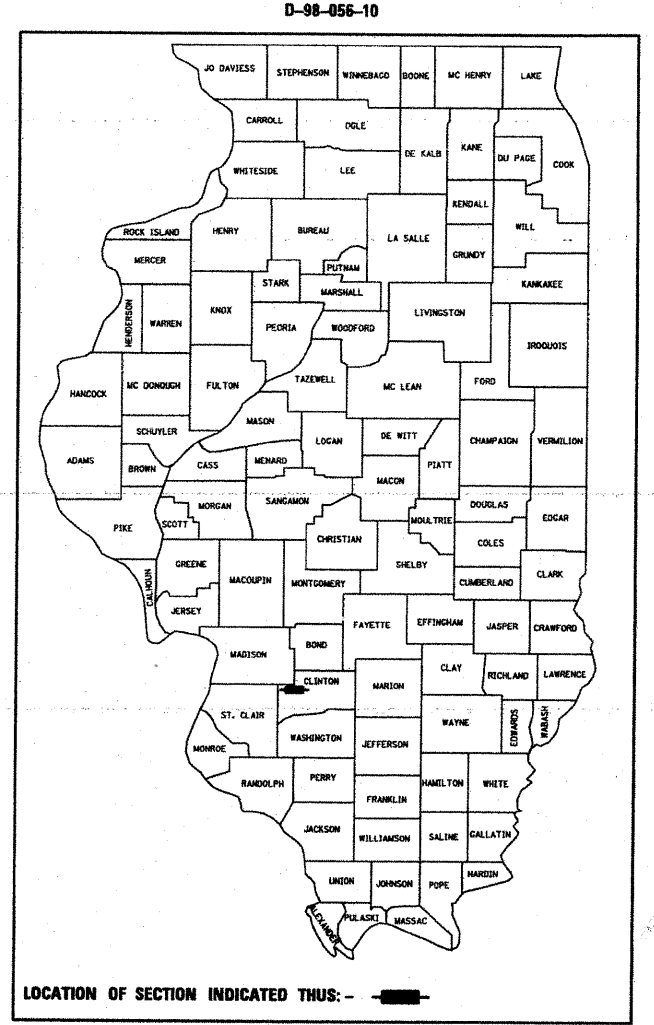 D-98-056-10
JO DAVIESS STEPHENSON WINNEBAGO BOONE MC HENRY LAKE
CARROLL OGLE DE KALB KANE DU PAGE COOK
WHITESIDE LEE
KENDALL
ROCK ISLAND HENRY BUREAU LA SALLE WILL
MERCER PUTNAM GRUNDY
STARK MARSHALL KANKAKEE
HENDERSON WARREN KNOX PEORIA WOODFORD LIVINGSTON IROQUOIS
HANCOCK MC DONOUGH FULTON TAZEWELL MC LEAN FORD
MASON
SCHUYLER LOGAN DE WITT CHAMPAIGN VERMILION
ADAMS BROWN CASS MENARD PIATT
MACON
PIKE SCOTT MORGAN SANGAMON MOULTRIE DOUGLAS EDGAR
CHRISTIAN COLES
CALHOUN GREENE MACOUPIN MONTGOMERY SHELBY CUMBERLAND CLARK
JERSEY FAYETTE EFFINGHAM JASPER CRAWFORD
MADISON BOND
CLINTON MARION CLAY RICHLAND LAWRENCE
ST. CLAIR WAYNE EDWARDS WABASH
MONROE WASHINGTON JEFFERSON
RANDOLPH PERRY HAMILTON WHITE
FRANKLIN
JACKSON WILLIAMSON SALINE GALLATIN
UNION JOHNSON POPE HARDIN
ALEXANDER PULASKI MASSAC
LOCATION OF SECTION INDICATED THUS: -